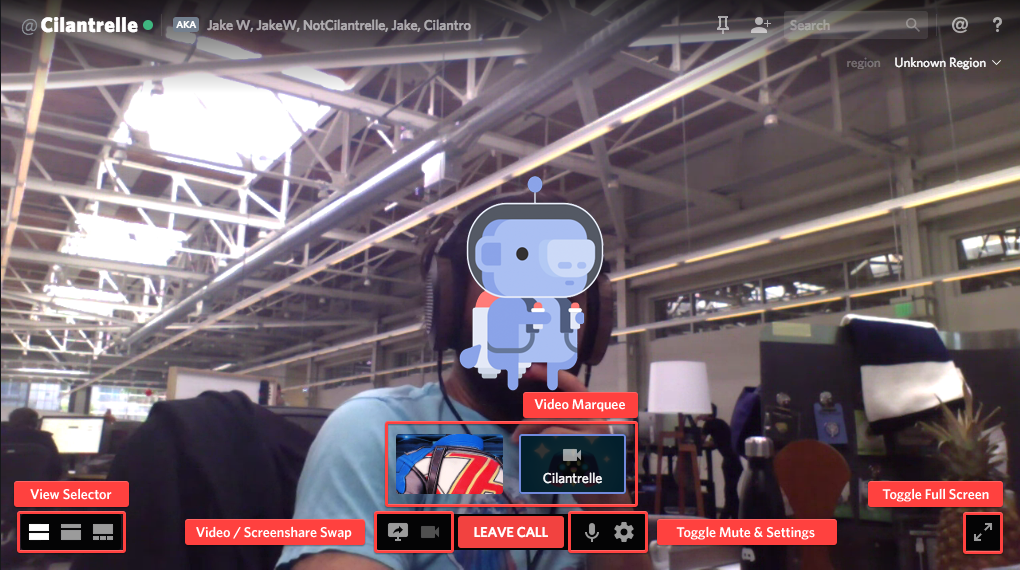 @Cilantrelle AKA Jake W, JakeW, NotCilantrelle, Jake, Cilantro Search @ ?
region Unknown Region
Video Marquee
Cilantrelle
View Selector
Toggle Full Screen
Video / Screenshare Swap LEAVE CALL Toggle Mute & Settings